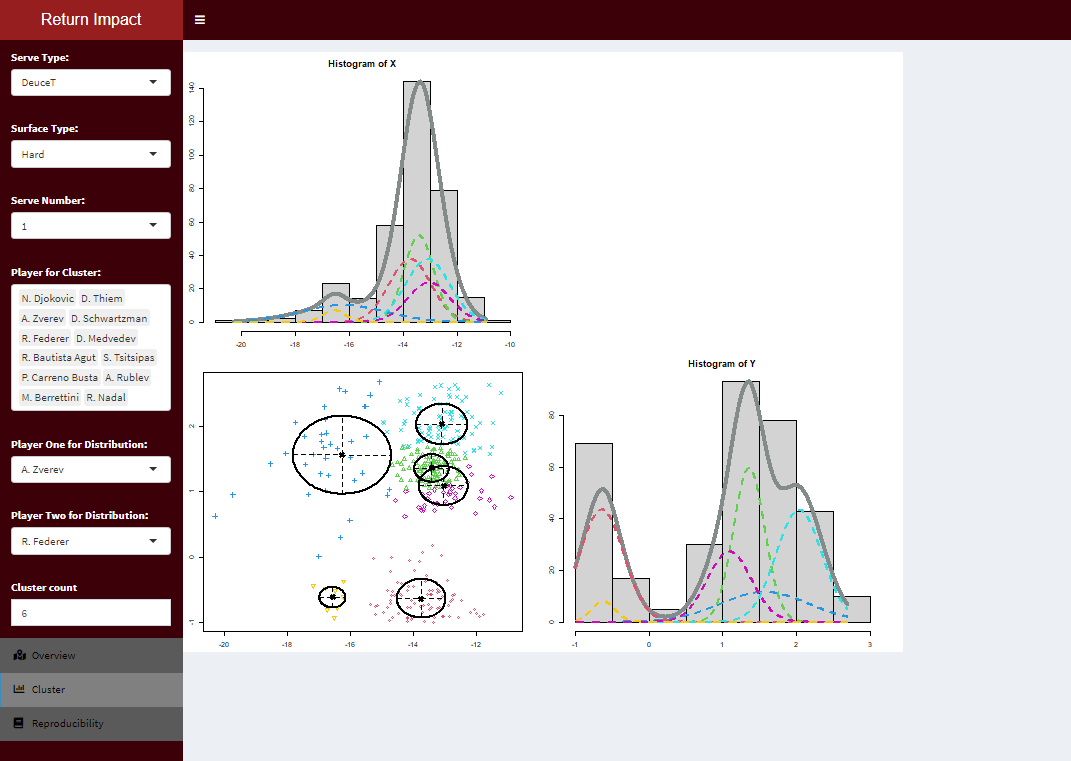 Return Impact
Serve Type:
DeuceT
Surface Type:
Hard
Serve Number:
1
Player for Cluster:
N. Djokovic D. Thiem
A. Zverev D. Schwartzman
R. Federer D. Medvedev
R. Bautista Agut S. Tsitsipas
P. Carreno Busta A. Rublev
M. Berrettini R. Nadal
Player One for Distribution:
A. Zverev
Player Two for Distribution:
R. Federer
Cluster count
6
Overview
Cluster
Reproducibility
Histogram of X
140
120
100
80
60
40
20
0
-20 -18 -16 -14 -12 -10
2
1
0
-1
-20 -18 -16 -14 -12
Histogram of Y
80
60
40
20
0
-1 0 1 2 3